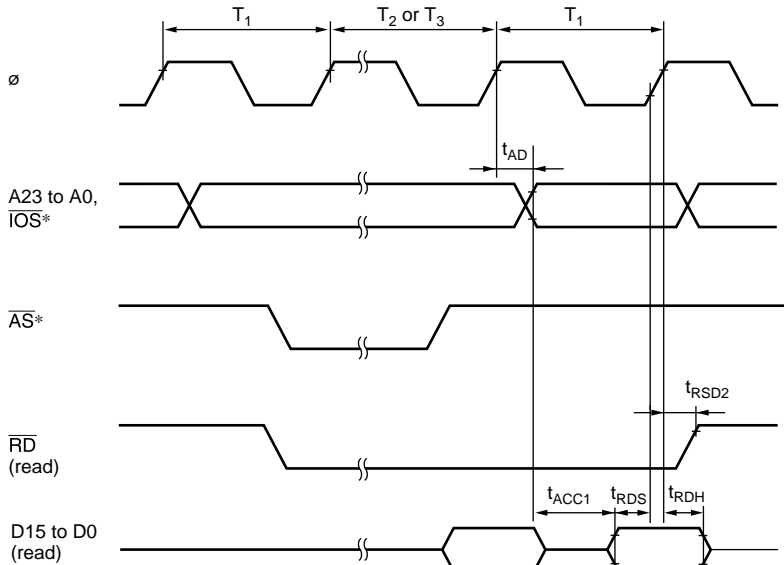 T1 T2 or T3 T1
ø
tAD
A23 to A0,
IOS*
AS*
tRSD2
RD
(read)
tACC1 tRDS tRDH
D15 to D0
(read)